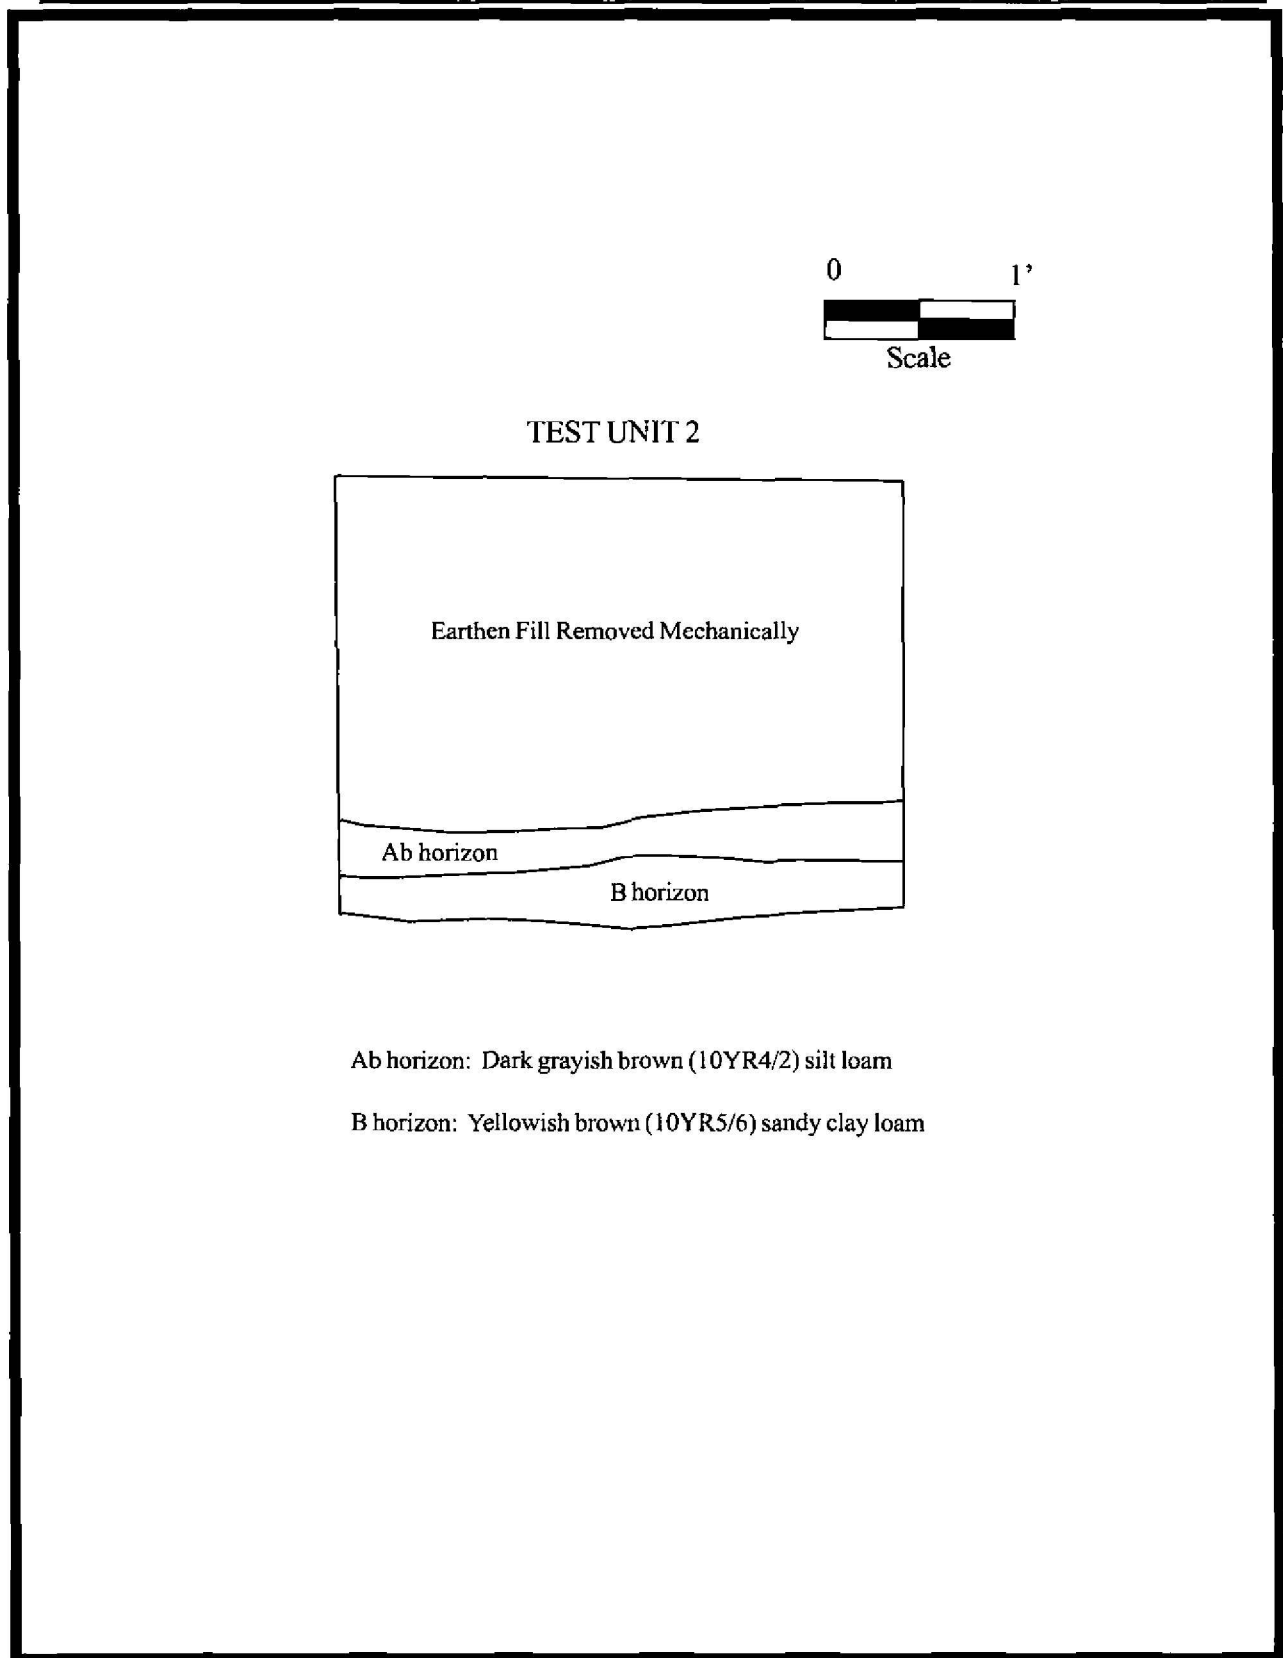 0 1’
Scale
TEST UNIT 2
Earthen Fill Removed Mechanically
Ab horizon
B horizon
Ab horizon: Dark grayish brown (10YR4/2) silt loam
B horizon: Yellowish brown (10YR5/6) sandy clay loam